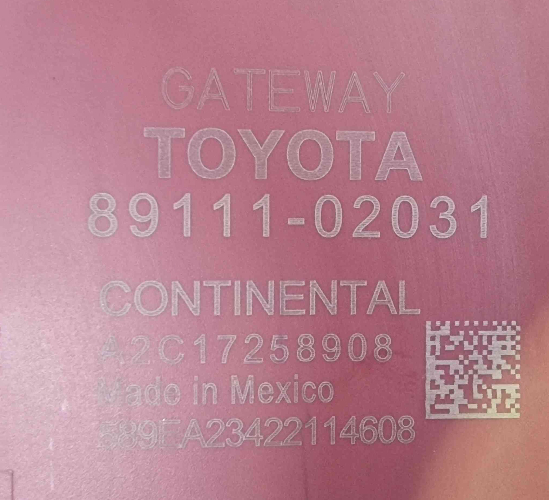 GATEWAY
TOYOTA
89111-02031
CONTINENTAL
A2C17258908
Made in Mexico
589EA23422114608